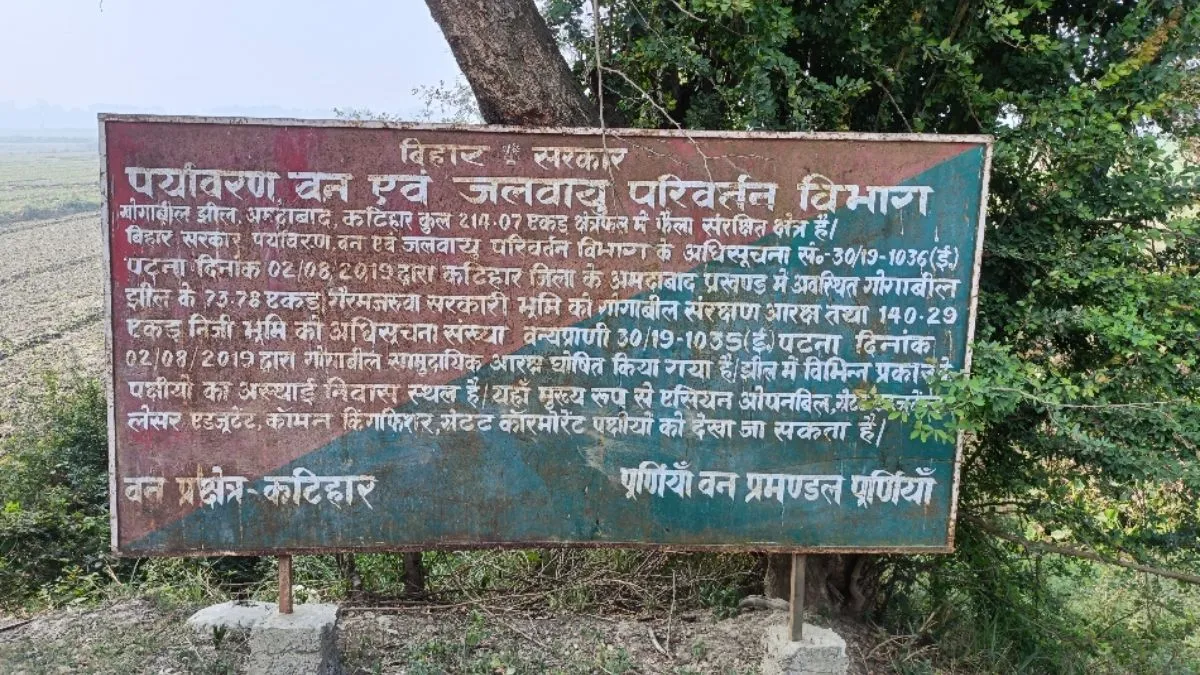 बिहार सरकार
पर्यावरण वन एवं जलवायु परिवर्तन विभाग
गोगाबील झील, अमदाबाद, कटिहार कुल 214.07 एकड़ क्षेत्रफल में फैला संरक्षित क्षेत्र हैं/
बिहार सरकार पर्यावरण वन एवं जलवायु परिवर्तन विभाग के अधिसूचना सं०-30/19-1036(ई.)
पटना दिनांक 02/08/2019 द्वारा कटिहार जिला के अमदाबाद प्रखण्ड में अवस्थित गोगाबील
झील के 73.78 एकड़ गैरमजरुवा सरकारी भूमि को गोगाबील संरक्षण आरक्ष तथा 140.29
एकड़ निजी भूमि को अधिसूचना संख्या वन्यप्राणी 30/19-1035(ई.) पटना दिनांक
02/08/2019 द्वारा गोगाबील सामुदायिक आरक्ष घोषित किया गया है/झील में विभिन्न प्रकार के
पक्षीयों का अस्थाई निवास स्थल हैं/यहाँ मुख्य रूप से एसियन ओपनबिल,
लेसर एडजूटेंट, कॉमन किंगफिशर, ग्रेटेट कॉरमोरेंट पक्षीयों को देखा जा सकता हैं/
वन प्रक्षेत्र-कटिहार
पूर्णियाँ वन प्रमण्डल पूर्णियाँ